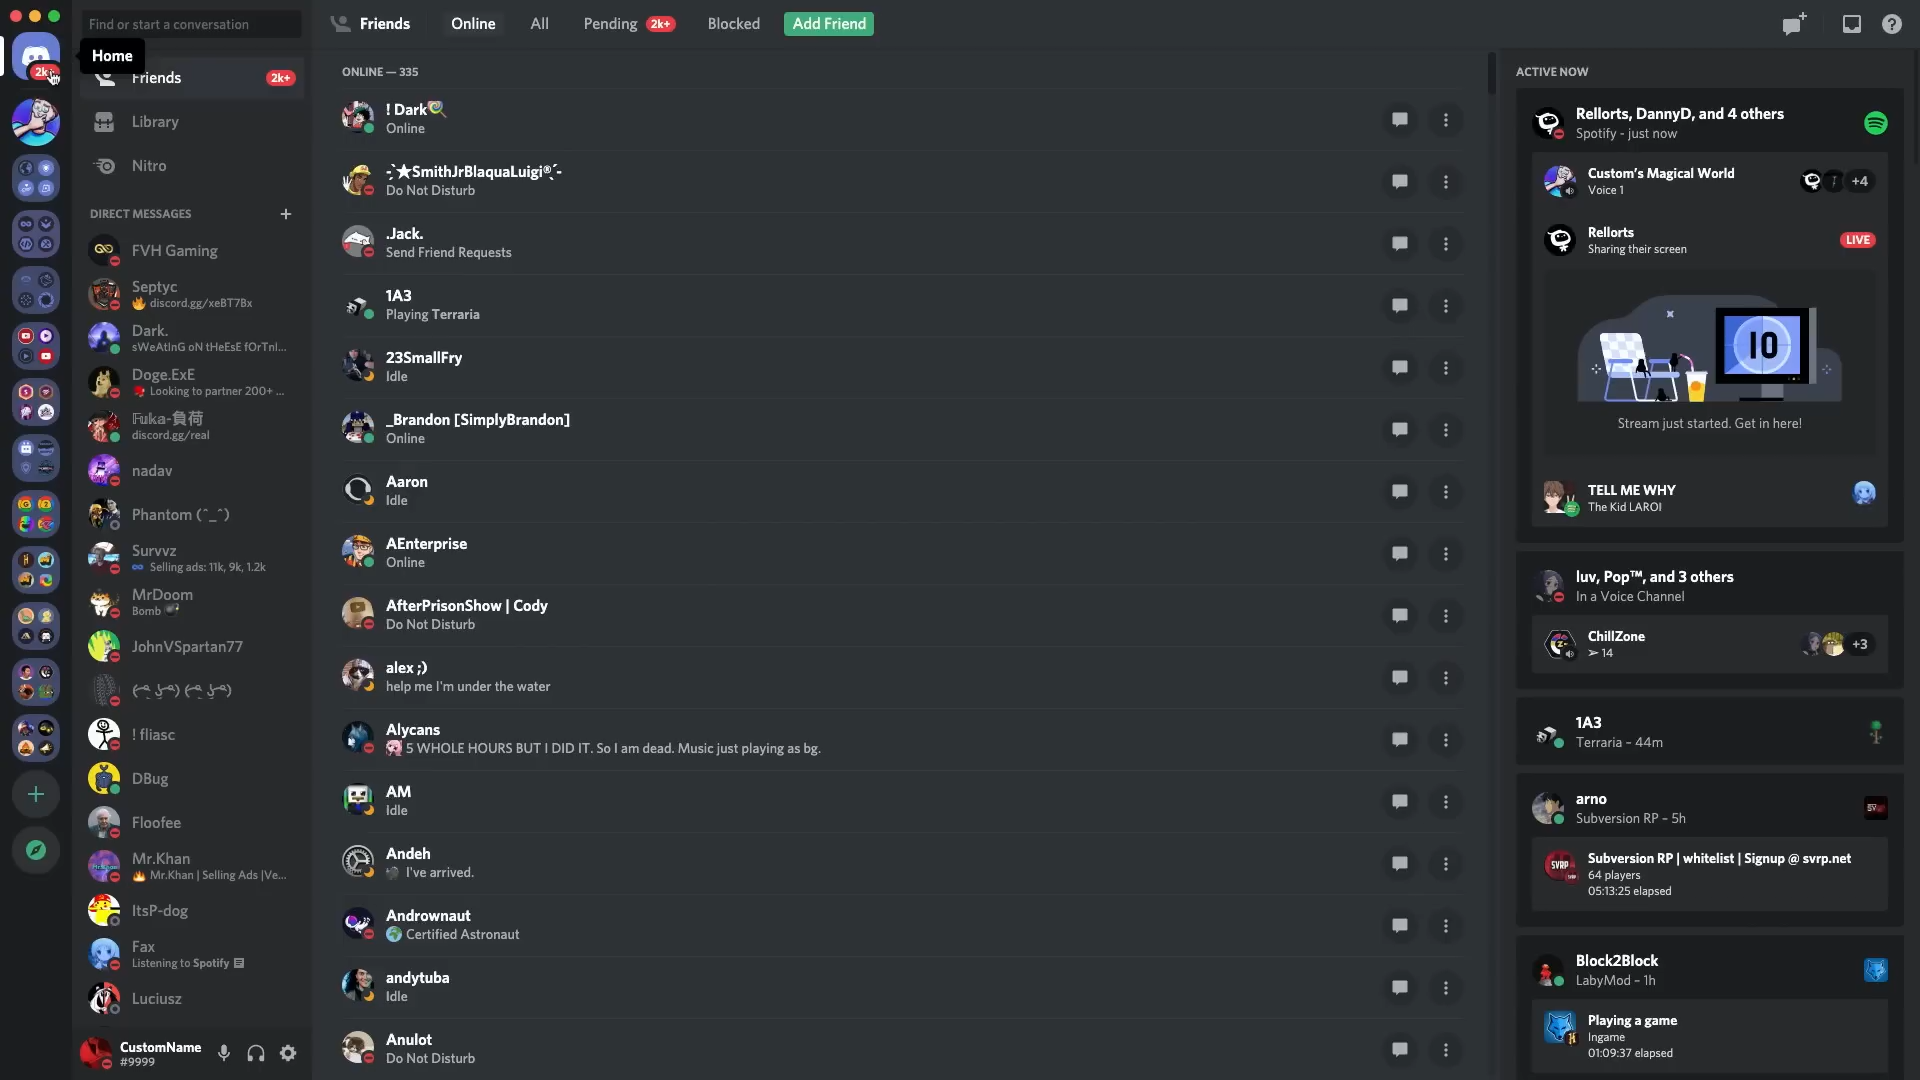 Find or start a conversation
Home
2k+
Friends
2k+
Library
Nitro
DIRECT MESSAGES
FVH Gaming
Septyc
🔥 discord.gg/xeBT7Bx
Dark.
sWeAtInG oN tHeEsE fOrTnI...
Doge.ExE
Looking to partner 200+ ...
𝔽𝕦𝕜𝕒-負荷
discord.gg/real
nadav
Phantom (ˆ_ˆ)
Survvz
Selling ads: 11k, 9k, 1.2k
MrDoom
Bomb 💣
JohnVSpartan77
( ͡° ͜ʖ ͡°) ( ͡° ͜ʖ ͡°)
! fliasc
DBug
Floofee
Mr.Khan
🔥 Mr.Khan | Selling Ads |Ve...
ItsP-dog
Fax
Listening to Spotify
Luciusz
CustomName
#9999
Friends
Online
All
Pending
2k+
Blocked
Add Friend
ONLINE — 335
! Dark🍭
Online
-¨̖★SmithJrBlaquaLuigi®¨̗-
Do Not Disturb
.Jack.
Send Friend Requests
1A3
Playing Terraria
23SmallFry
Idle
_Brandon [SimplyBrandon]
Online
Aaron
Idle
AEnterprise
Online
AfterPrisonShow | Cody
Do Not Disturb
alex ;)
help me I'm under the water
Alycans
5 WHOLE HOURS BUT I DID IT. So I am dead. Music just playing as bg.
AM
Idle
Andeh
I've arrived.
Andrownaut
🌍 Certified Astronaut
andytuba
Idle
Anulot
Do Not Disturb
ACTIVE NOW
Rellorts, DannyD, and 4 others
Spotify - just now
Custom's Magical World
Voice 1
+4
Rellorts
Sharing their screen
LIVE
10
Stream just started. Get in here!
TELL ME WHY
The Kid LAROI
luv, Pop™, and 3 others
In a Voice Channel
ChillZone
➣ 14
+3
1A3
Terraria – 44m
arno
Subversion RP – 5h
SVRP
Subversion RP | whitelist | Signup @ svrp.net
64 players
05:13:25 elapsed
Block2Block
LabyMod – 1h
Playing a game
Ingame
01:09:37 elapsed